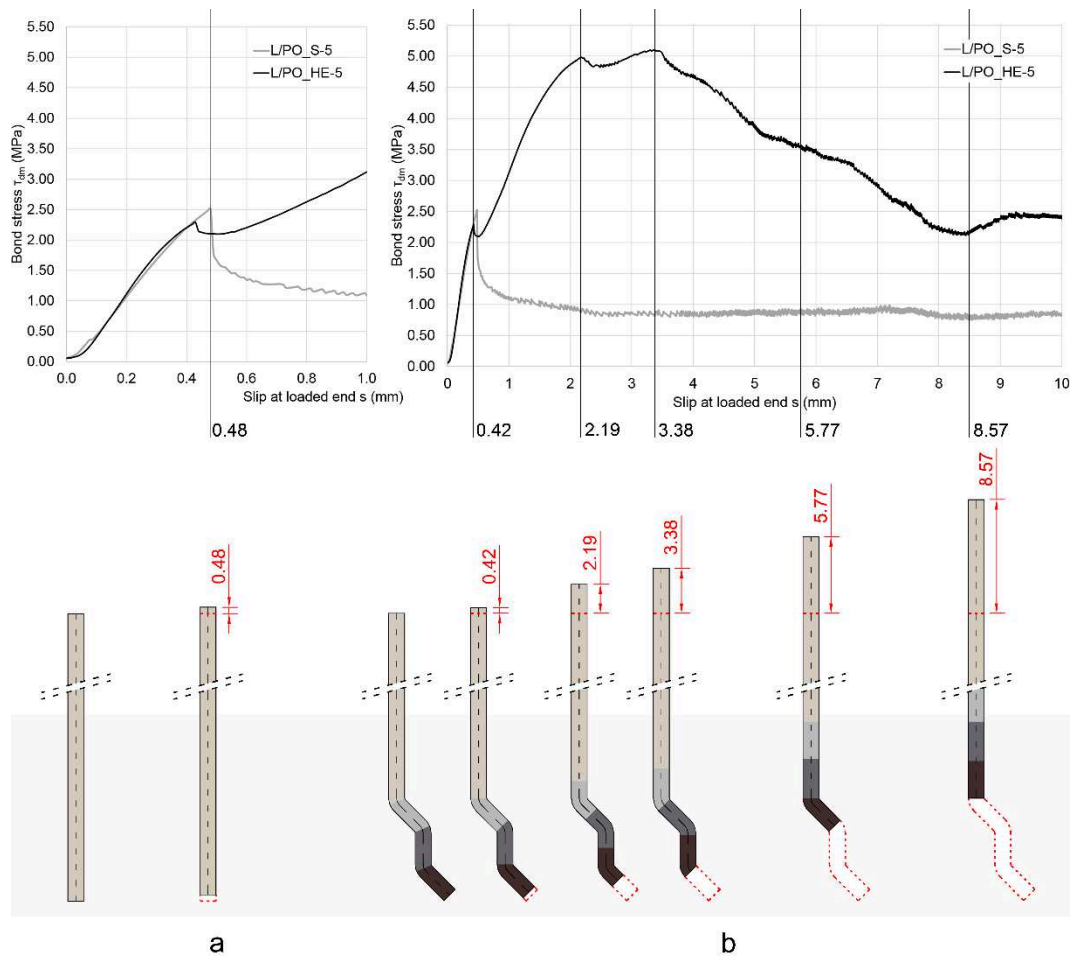 5.50
5.00
4.50
4.00
3.50
3.00
2.50
2.00
1.50
1.00
0.50
0.00
Bond stress τdm (MPa)
L/PO_S-5
L/PO_HE-5
0.0 0.2 0.4 0.6 0.8 1.0
Slip at loaded end s (mm)
0.48
5.50
5.00
4.50
4.00
3.50
3.00
2.50
2.00
1.50
1.00
0.50
0.00
Bond stress τdm (MPa)
L/PO_S-5
L/PO_HE-5
0 1 2 3 4 5 6 7 8 9 10
Slip at loaded end s (mm)
0.42 2.19 3.38 5.77 8.57
0.48
0.42
2.19
3.38
5.77
8.57
a
b